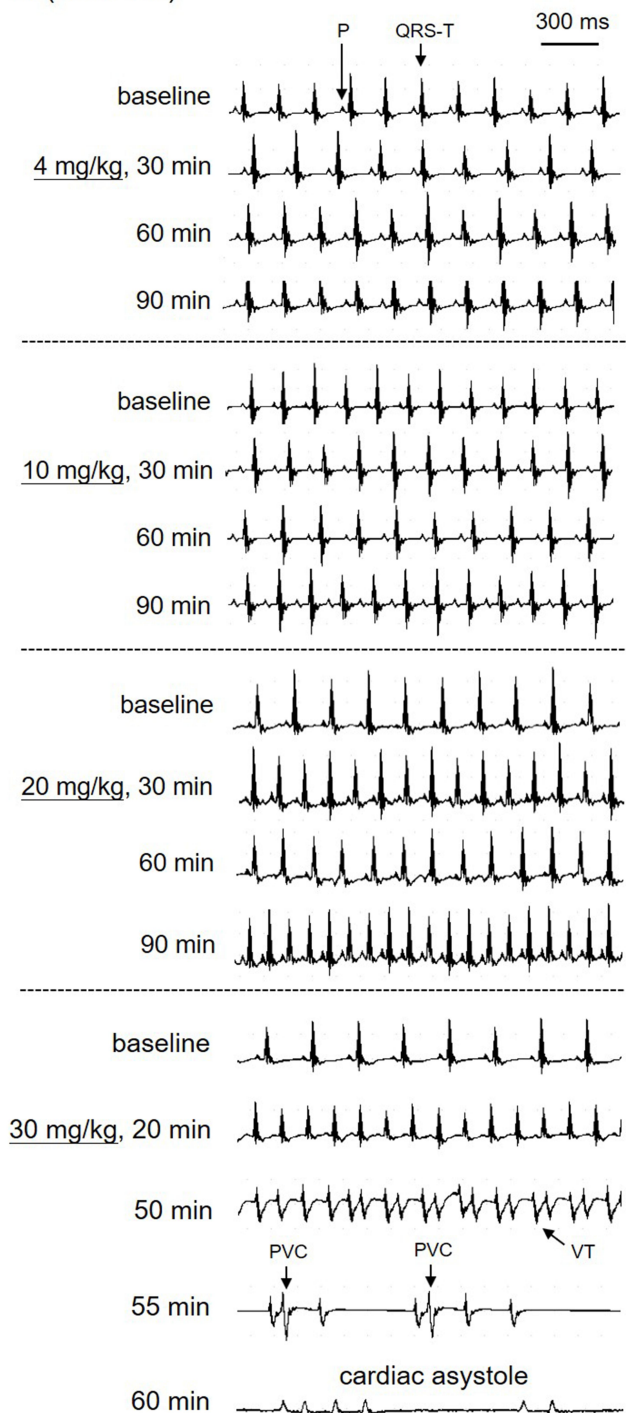 300 ms
P QRS-T
baseline
4 mg/kg, 30 min
60 min
90 min
baseline
10 mg/kg, 30 min
60 min
90 min
baseline
20 mg/kg, 30 min
60 min
90 min
baseline
30 mg/kg, 20 min
50 min
PVC PVC VT
55 min
cardiac asystole
60 min